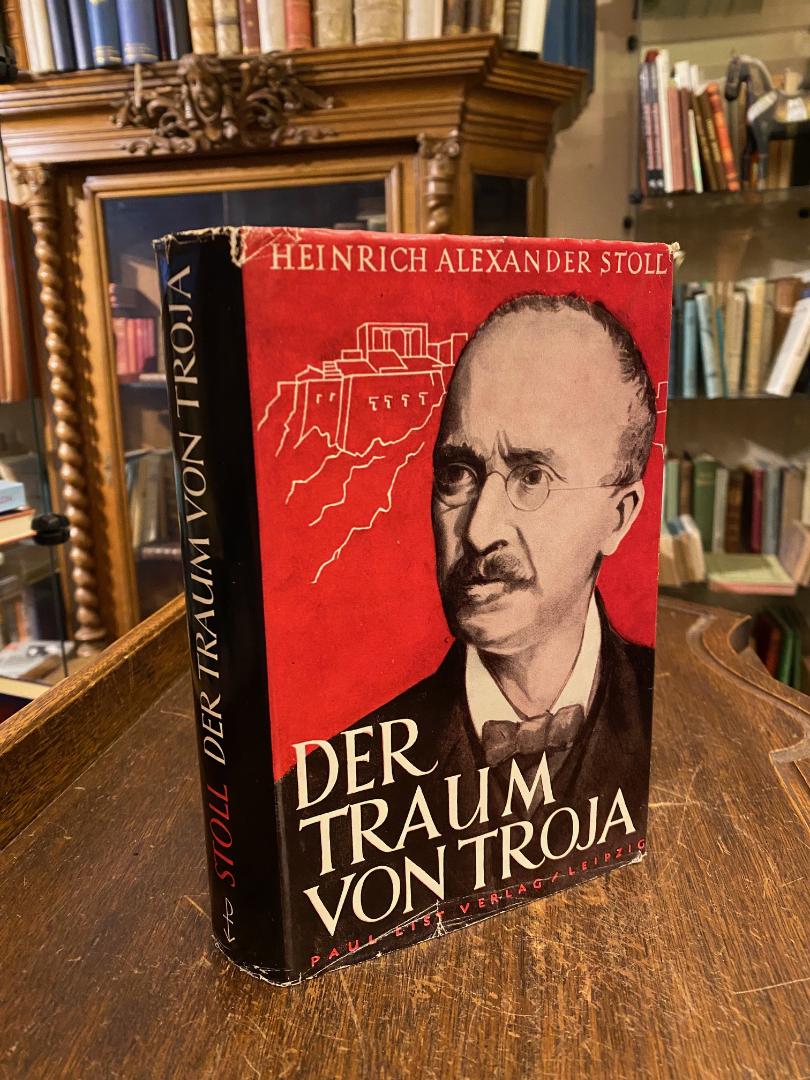 HEINRICH ALEXANDER STOLL
DER
TRAUM
VON TROJA
PAUL LIST VERLAG / LEIPZIG
STOLL DER TRAUM VON TROJA